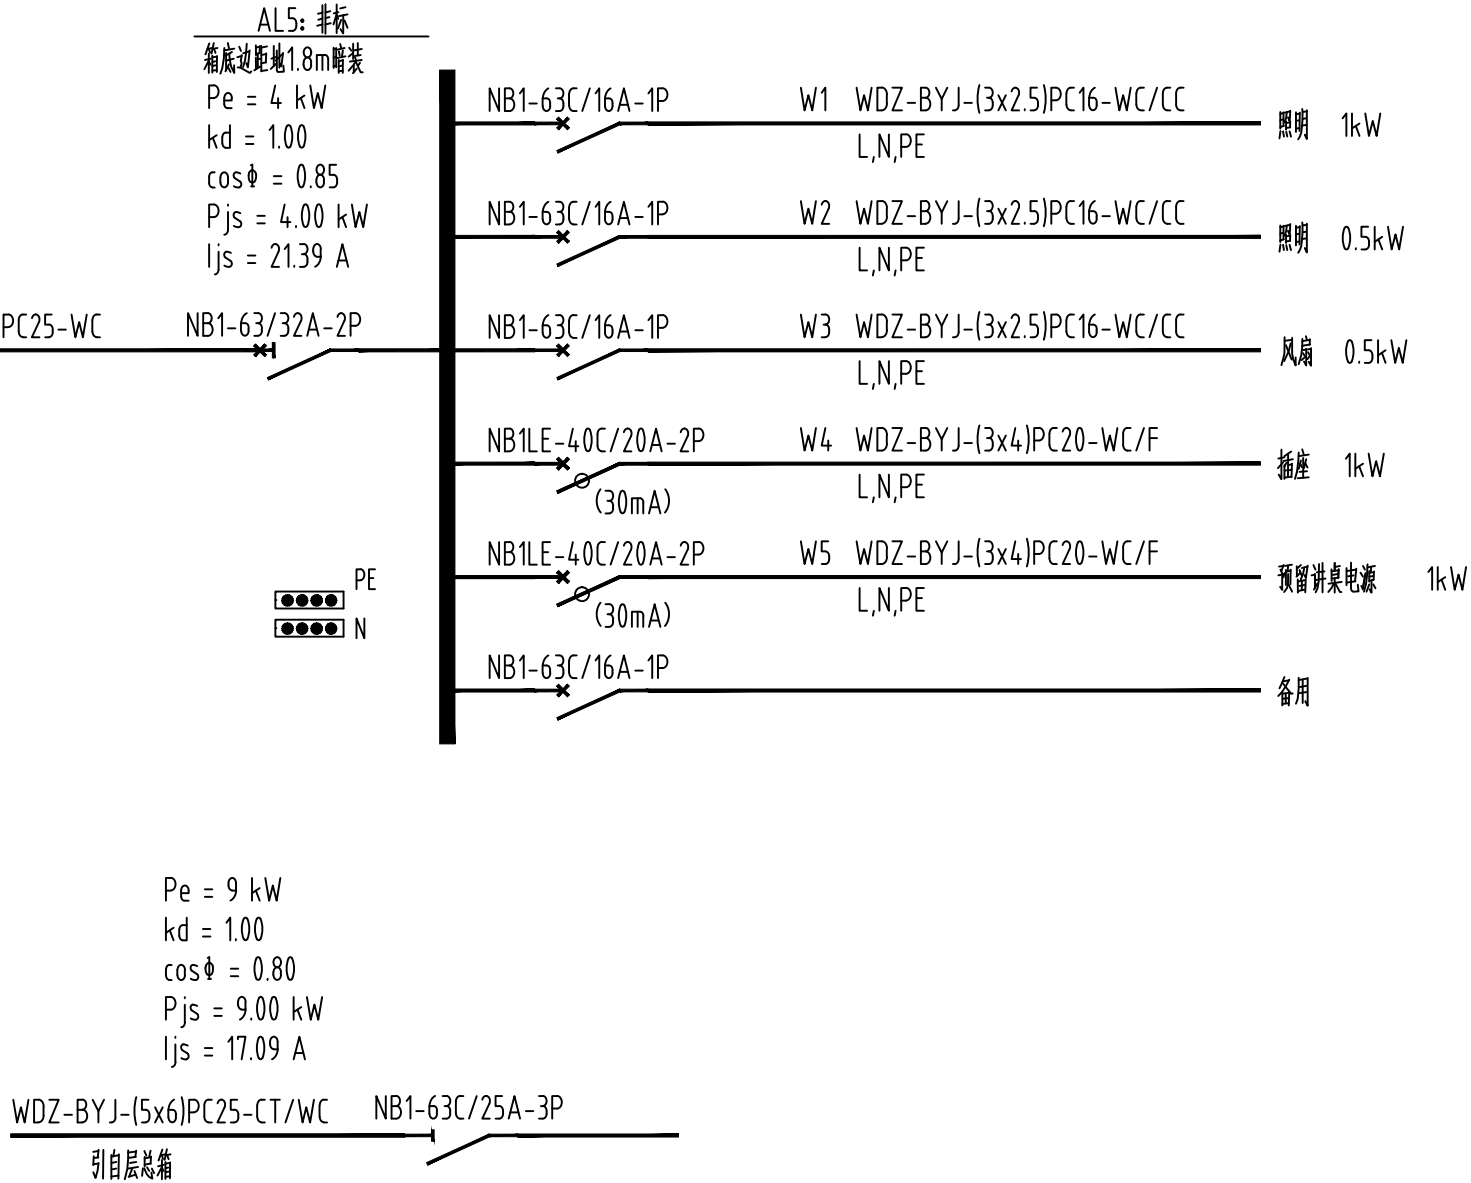 AL5: 非标
箱底边距地1.8m暗装
Pe = 4 kW
kd = 1.00
cosΦ = 0.85
Pjs = 4.00 kW
Ijs = 21.39 A
PC25-WC NB1-63/32A-2P
NB1-63C/16A-1P W1 WDZ-BYJ-(3x2.5)PC16-WC/CC
L,N,PE
照明 1kW
NB1-63C/16A-1P W2 WDZ-BYJ-(3x2.5)PC16-WC/CC
L,N,PE
照明 0.5kW
NB1-63C/16A-1P W3 WDZ-BYJ-(3x2.5)PC16-WC/CC
L,N,PE
风扇 0.5kW
NB1LE-40C/20A-2P W4 WDZ-BYJ-(3x4)PC20-WC/F
(30mA) L,N,PE
插座 1kW
NB1LE-40C/20A-2P W5 WDZ-BYJ-(3x4)PC20-WC/F
(30mA) L,N,PE
预留讲桌电源 1kW
NB1-63C/16A-1P
备用
PE
N
Pe = 9 kW
kd = 1.00
cosΦ = 0.80
Pjs = 9.00 kW
Ijs = 17.09 A
WDZ-BYJ-(5x6)PC25-CT/WC NB1-63C/25A-3P
引自层总箱